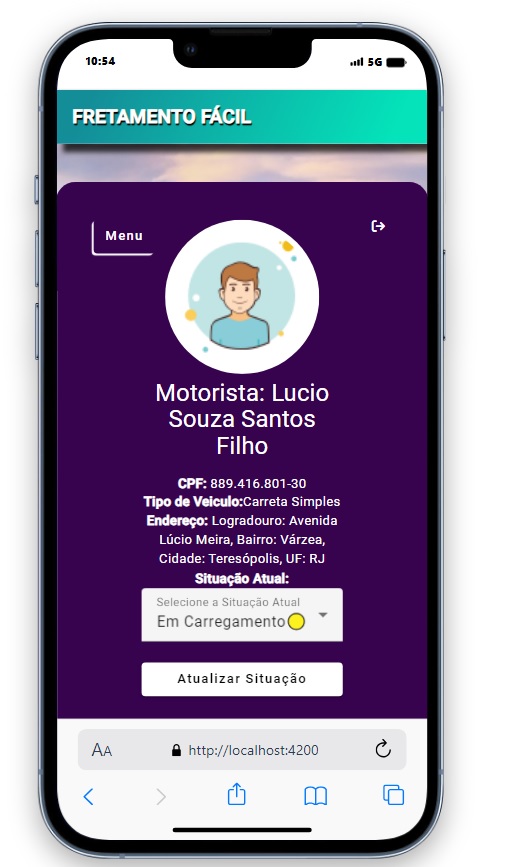 10:54
5G
FRETAMENTO FÁCIL
Menu
Motorista: Lucio
Souza Santos
Filho
CPF: 889.416.801-30
Tipo de Veiculo:Carreta Simples
Endereço: Logradouro: Avenida
Lúcio Meira, Bairro: Várzea,
Cidade: Teresópolis, UF: RJ
Situação Atual:
Selecione a Situação Atual
Em Carregamento
Atualizar Situação
AA
http://localhost:4200